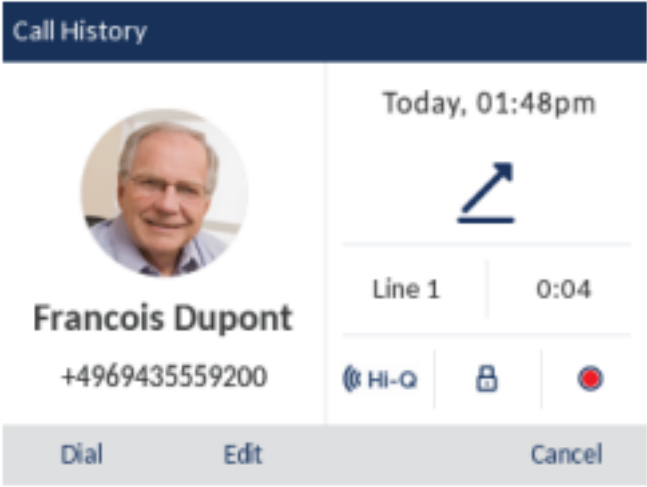 Call History
Francois Dupont
+4969435559200
Today, 01:48pm
Line 1
0:04
Hi-Q
Dial Edit Cancel